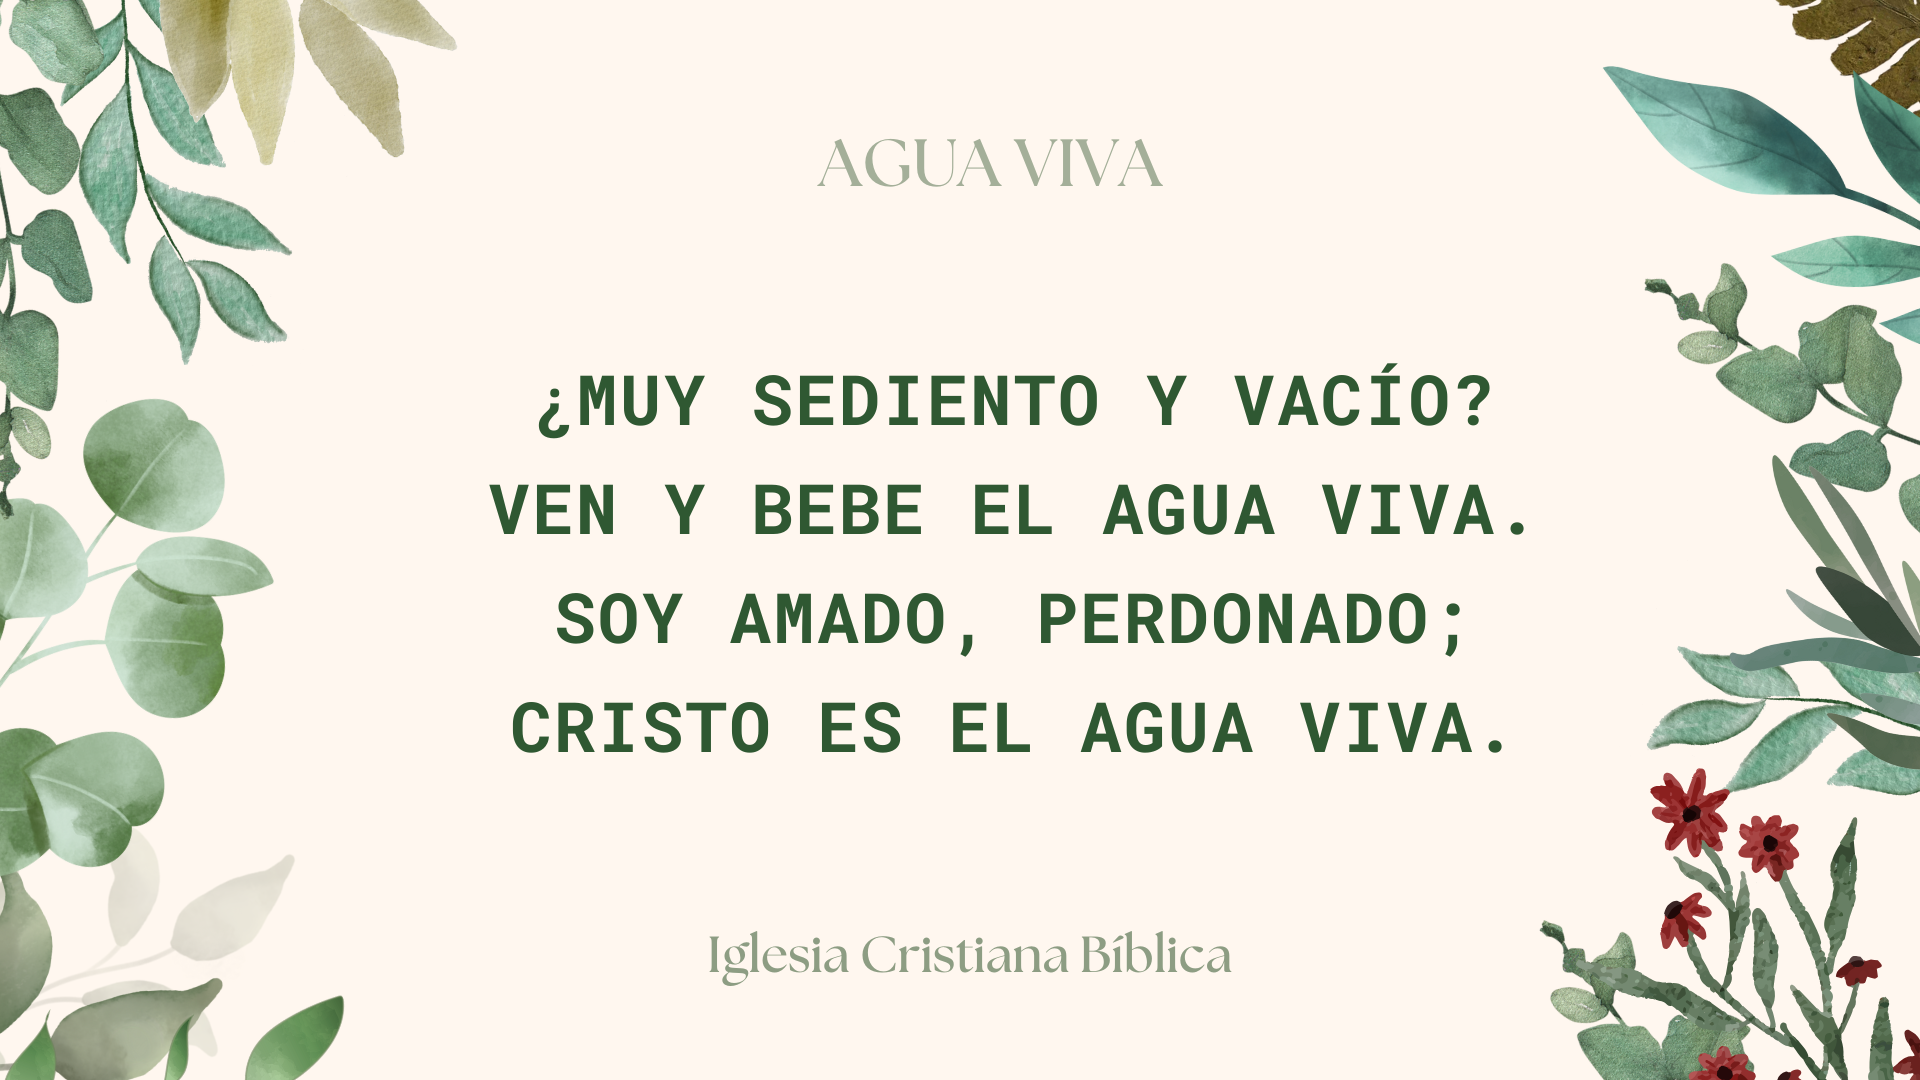 AGUA VIVA
¿MUY SEDIENTO Y VACÍO?
VEN Y BEBE EL AGUA VIVA.
SOY AMADO, PERDONADO;
CRISTO ES EL AGUA VIVA.
Iglesia Cristiana Bíblica